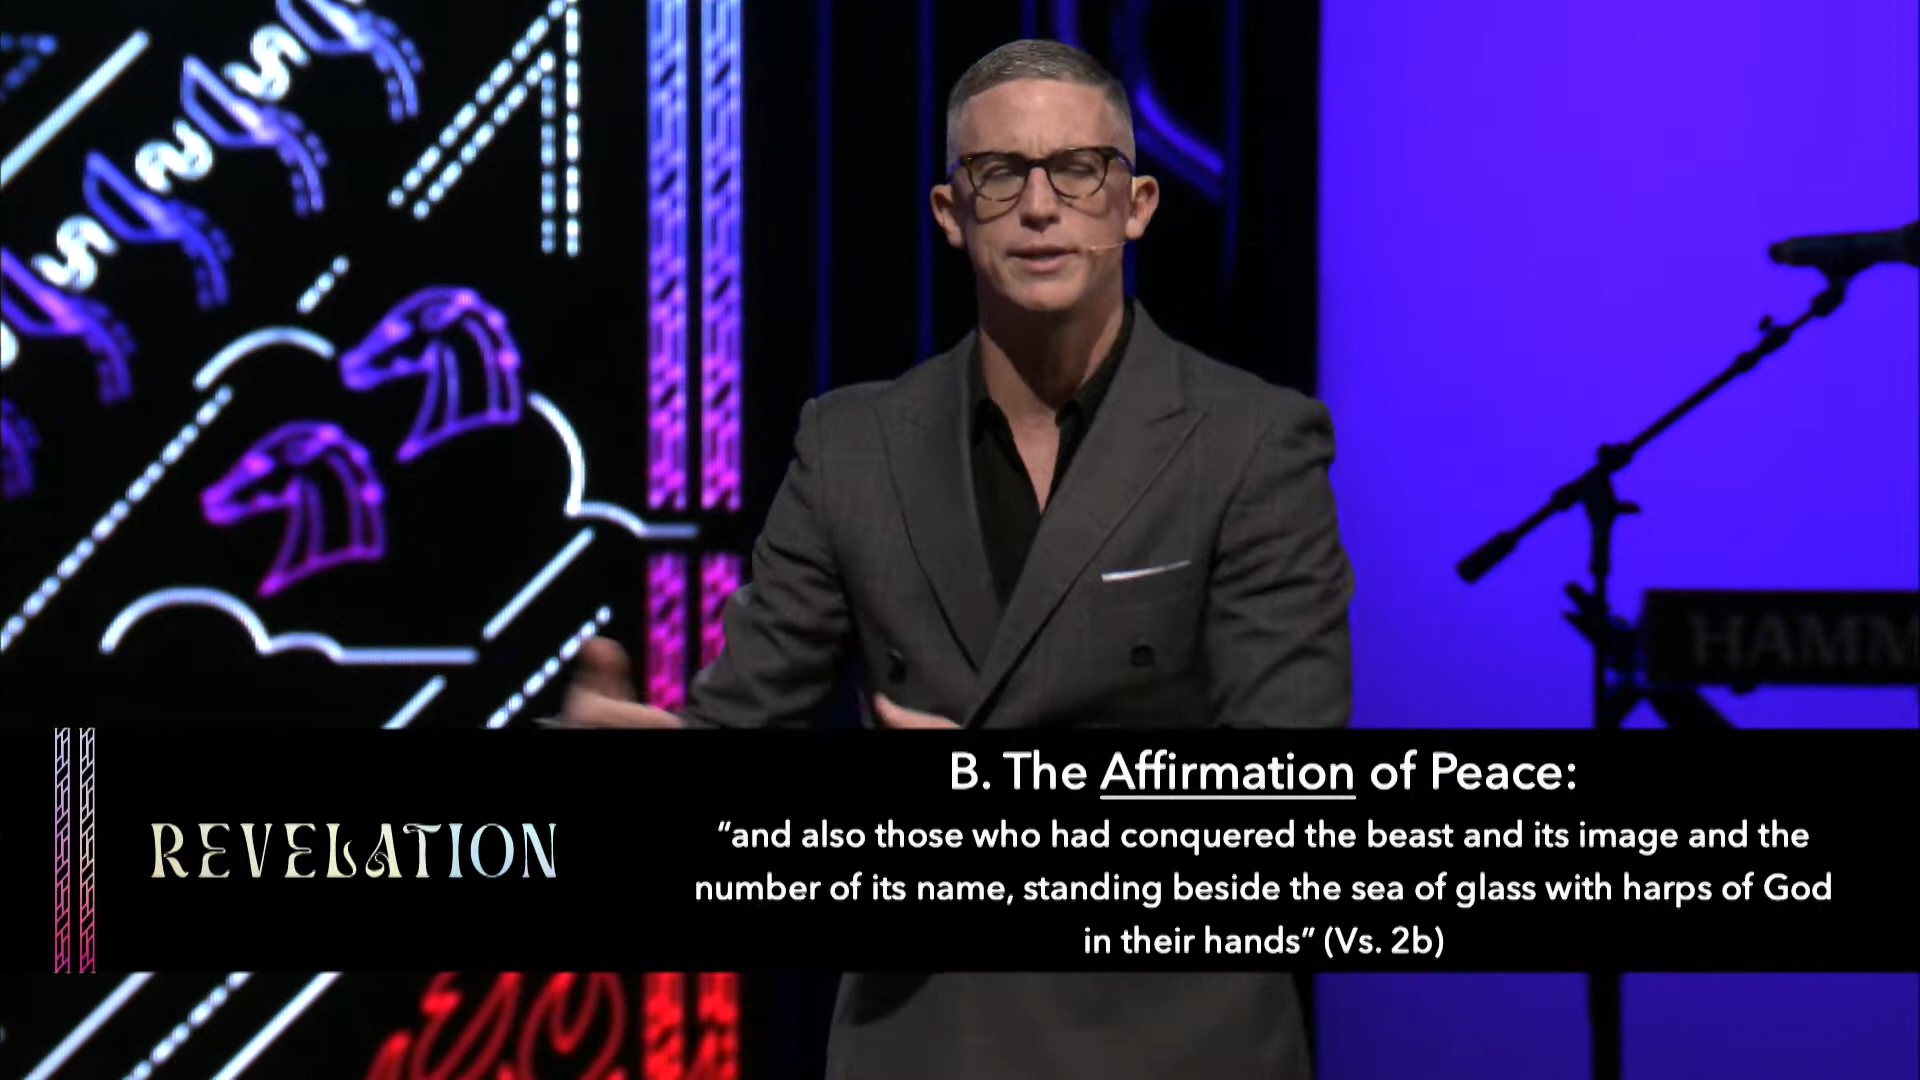 HAMM
B. The Affirmation of Peace:
REVELATION
“and also those who had conquered the beast and its image and the
number of its name, standing beside the sea of glass with harps of God
in their hands” (Vs. 2b)